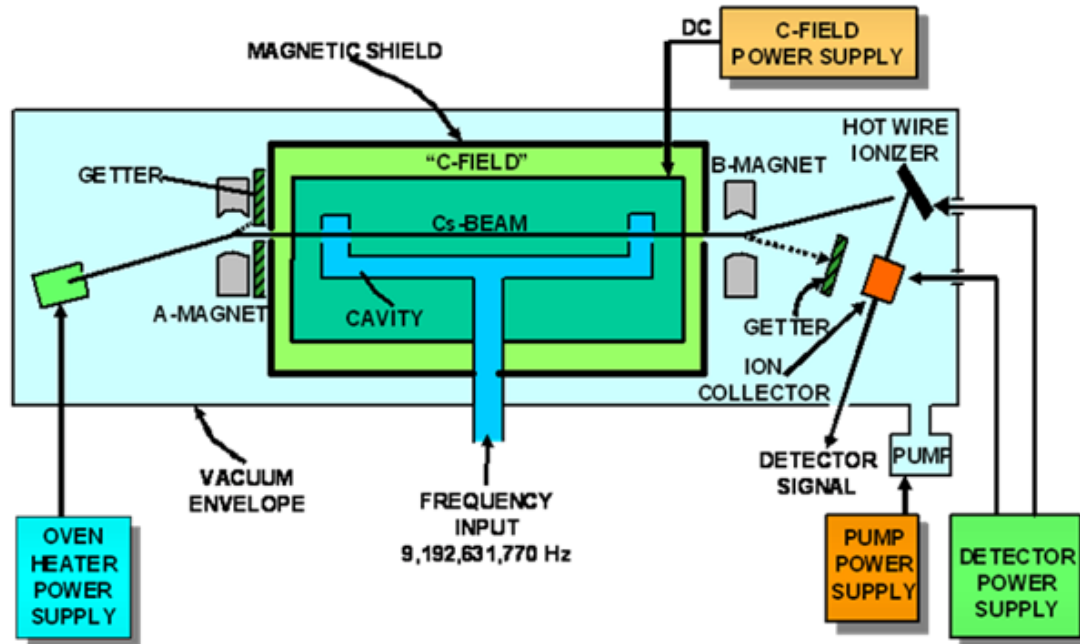 DC
C-FIELD
POWER SUPPLY
MAGNETIC SHIELD
HOT WIRE
IONIZER
"C-FIELD"
B-MAGNET
GETTER
Cs-BEAM
A-MAGNET
CAVITY
GETTER
ION
COLLECTOR
VACUUM
ENVELOPE
FREQUENCY
INPUT
9,192,631,770 Hz
DETECTOR
SIGNAL
PUMP
OVEN
HEATER
POWER
SUPPLY
PUMP
POWER
SUPPLY
DETECTOR
POWER
SUPPLY